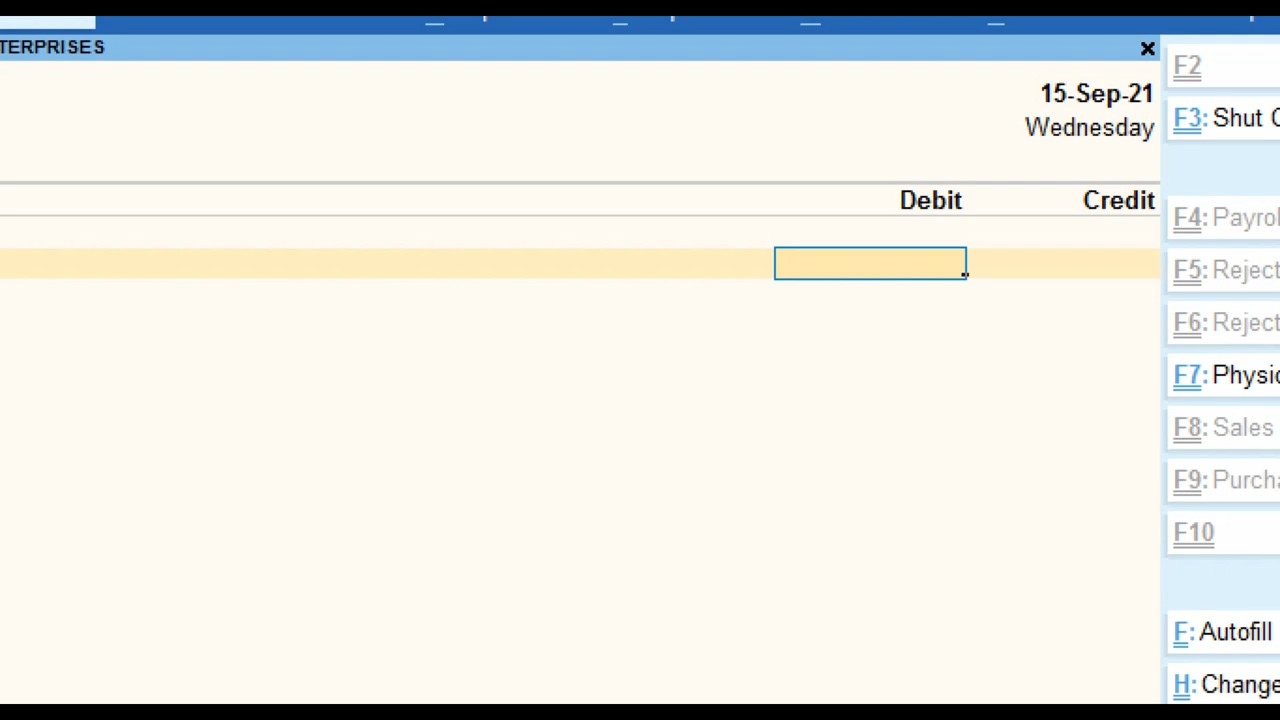 TERPRISES
15-Sep-21
Wednesday
Debit Credit
F2
F3: Shut
F4: Payrol
F5: Reject
F6: Reject
F7: Physic
F8: Sales
F9: Purcha
F10
F: Autofill
H: Change